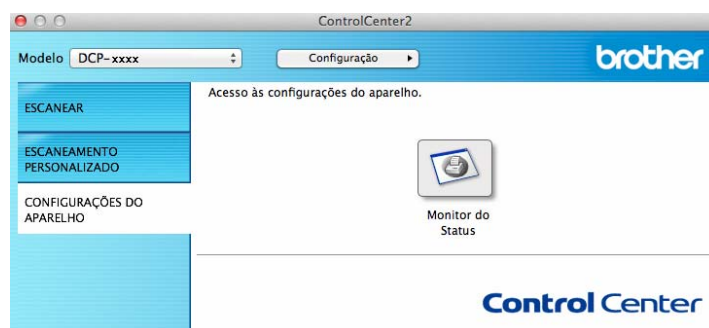 ControlCenter2
Modelo DCP-xxxx Configuração brother
ESCANEAR
ESCANEAMENTO
PERSONALIZADO
CONFIGURAÇÕES DO
APARELHO
Acesso às configurações do aparelho.
Monitor do
Status
Control Center